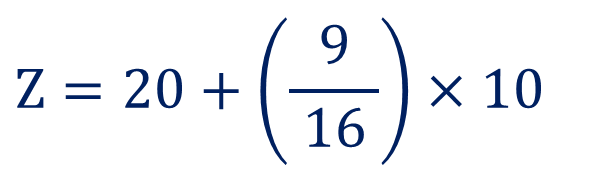 Z = 20 + (9/16) × 10